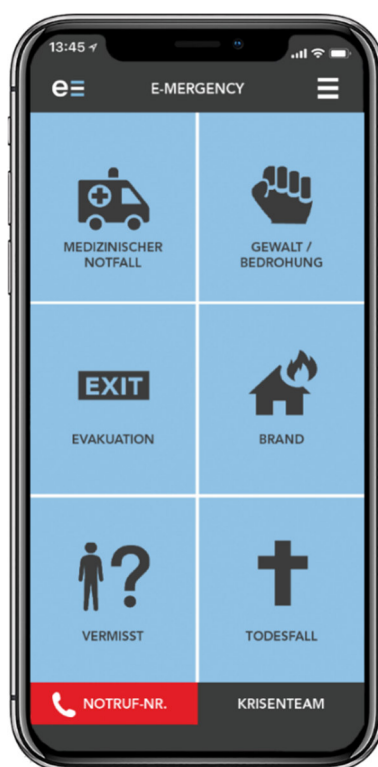 13:45
e
E-MERGENCY
MEDIZINISCHER
NOTFALL
GEWALT /
BEDROHUNG
EXIT
EVAKUATION
BRAND
?
VERMISST
TODESFALL
NOTRUF-NR.
KRISENTEAM